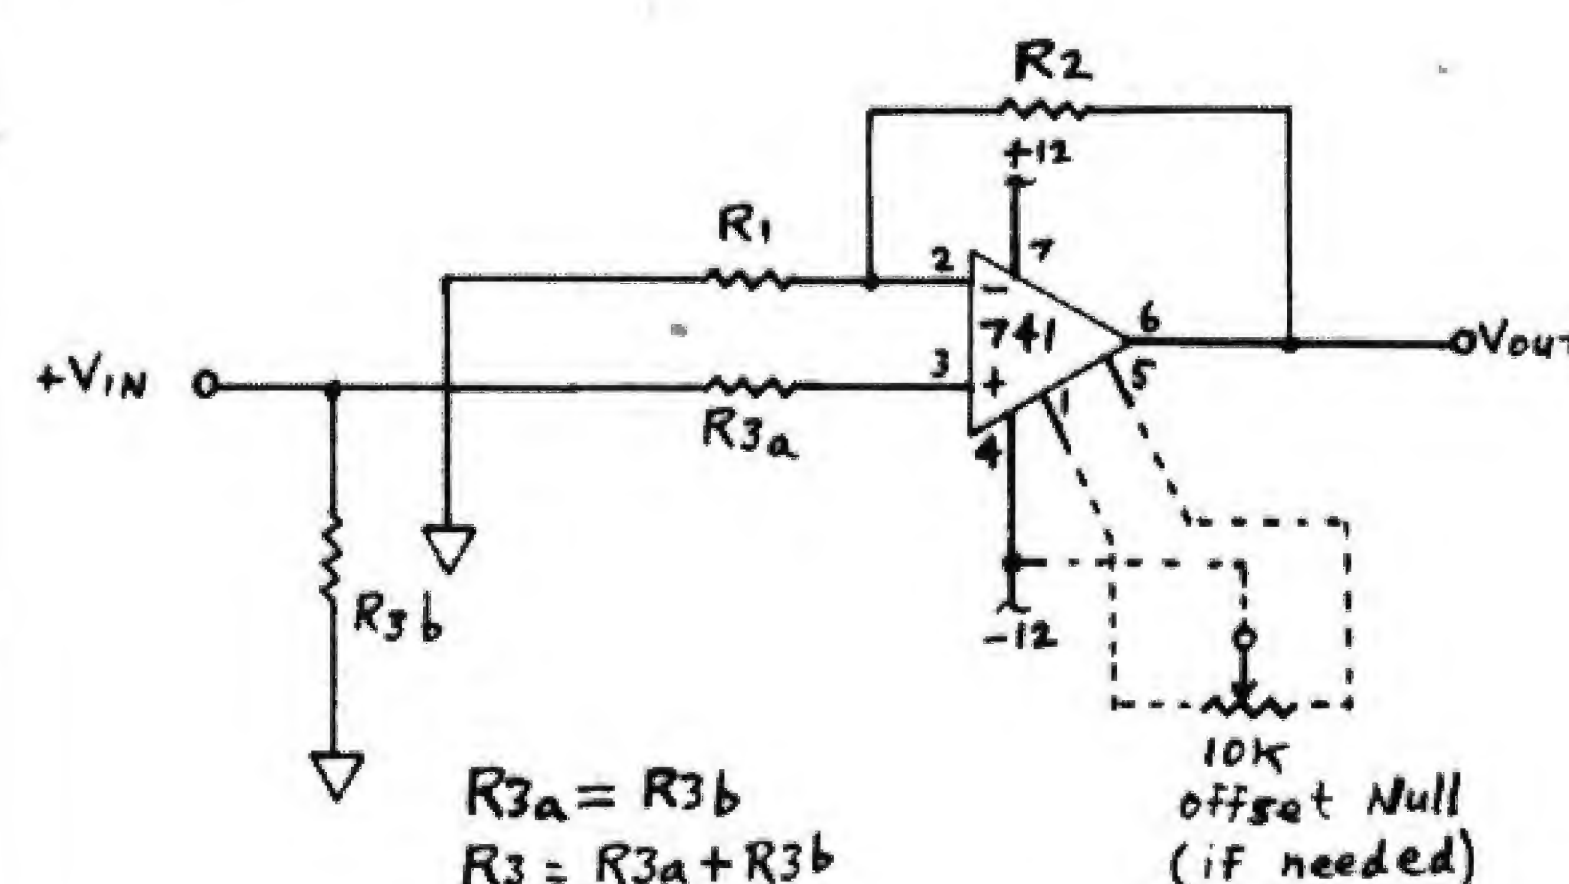 R2
+12
R1
2
7
-
741
6
+VIN
VOUT
3
+
5
R3a
1
4
R3b
-12
10K
R3a = R3b
offset Null
R3 = R3a + R3b
(if needed)